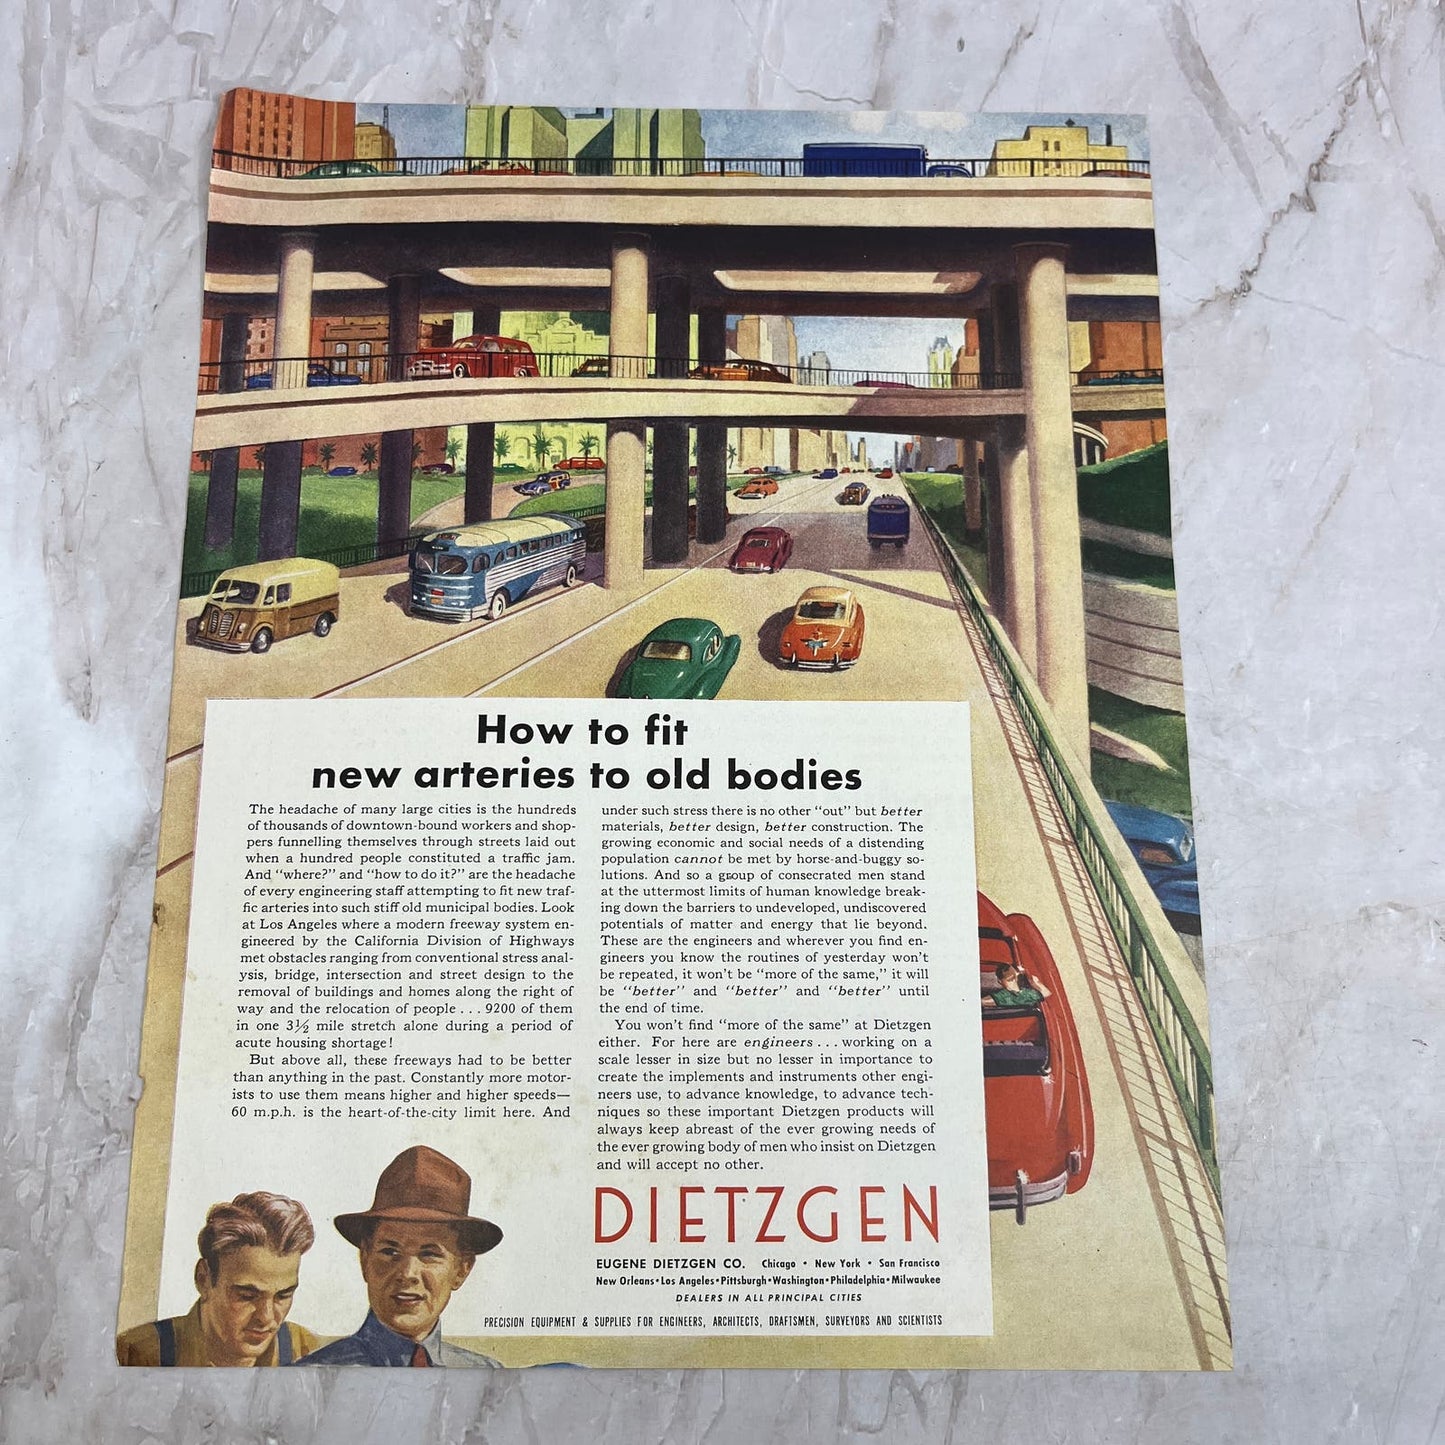 How to fit
new arteries to old bodies
The headache of many large cities is the hundreds
of thousands of downtown-bound workers and shop-
pers funnelling themselves through streets laid out
when a hundred people constituted a traffic jam.
And “where?” and “how to do it?” are the headache
of every engineering staff attempting to fit new traf-
fic arteries into such stiff old municipal bodies. Look
at Los Angeles where a modern freeway system en-
gineered by the California Division of Highways
met obstacles ranging from conventional stress anal-
ysis, bridge, intersection and street design to the
removal of buildings and homes along the right of
way and the relocation of people . . . 9200 of them
in one 3½ mile stretch alone during a period of
acute housing shortage!
But above all, these freeways had to be better
than anything in the past. Constantly more motor-
ists to use them means higher and higher speeds—
60 m.p.h. is the heart-of-the-city limit here. And
under such stress there is no other “out” but better
materials, better design, better construction. The
growing economic and social needs of a distending
population cannot be met by horse-and-buggy so-
lutions. And so a group of consecrated men stand
at the uttermost limits of human knowledge break-
ing down the barriers to undeveloped, undiscovered
potentials of matter and energy that lie beyond.
These are the engineers and wherever you find en-
gineers you know the routines of yesterday won’t
be repeated, it won’t be “more of the same,” it will
be “better” and “better” and “better” until
the end of time.
You won’t find “more of the same” at Dietzgen
either. For here are engineers . . . working on a
scale lesser in size but no lesser in importance to
create the implements and instruments other engi-
neers use, to advance knowledge, to advance tech-
niques so these important Dietzgen products will
always keep abreast of the ever growing needs of
the ever growing body of men who insist on Dietzgen
and will accept no other.
DIETZGEN
EUGENE DIETZGEN CO. Chicago • New York • San Francisco
New Orleans • Los Angeles • Pittsburgh • Washington • Philadelphia • Milwaukee
DEALERS IN ALL PRINCIPAL CITIES
PRECISION EQUIPMENT & SUPPLIES FOR ENGINEERS, ARCHITECTS, DRAFTSMEN, SURVEYORS AND SCIENTISTS